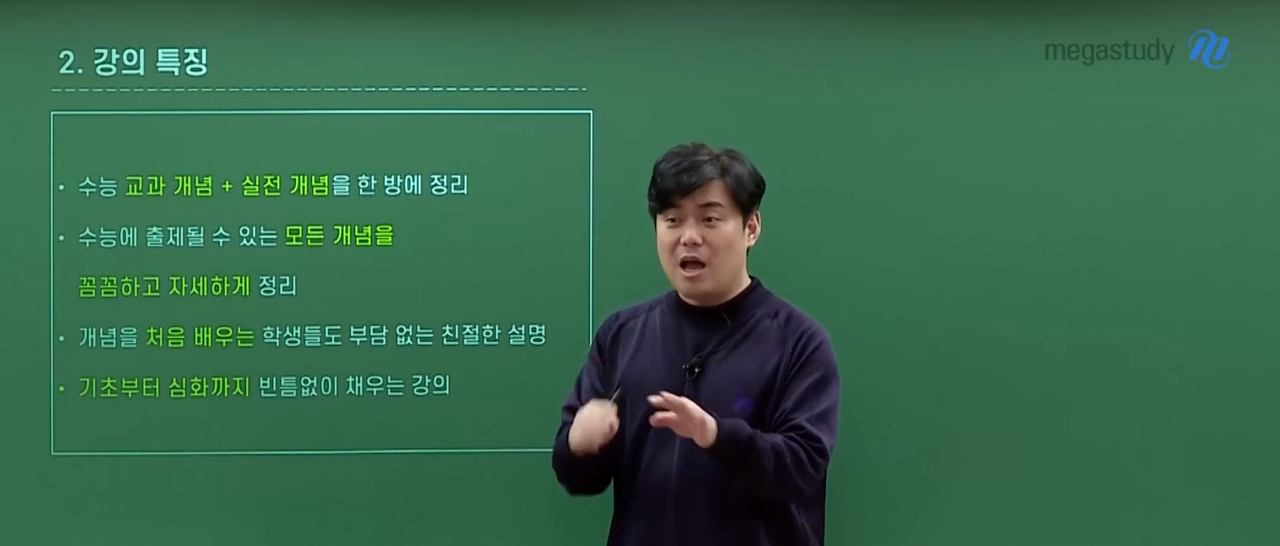 2. 강의 특징
megastudy
• 수능 교과 개념 + 실전 개념을 한 방에 정리
• 수능에 출제될 수 있는 모든 개념을
꼼꼼하고 자세하게 정리
• 개념을 처음 배우는 학생들도 부담 없는 친절한 설명
• 기초부터 심화까지 빈틈없이 채우는 강의